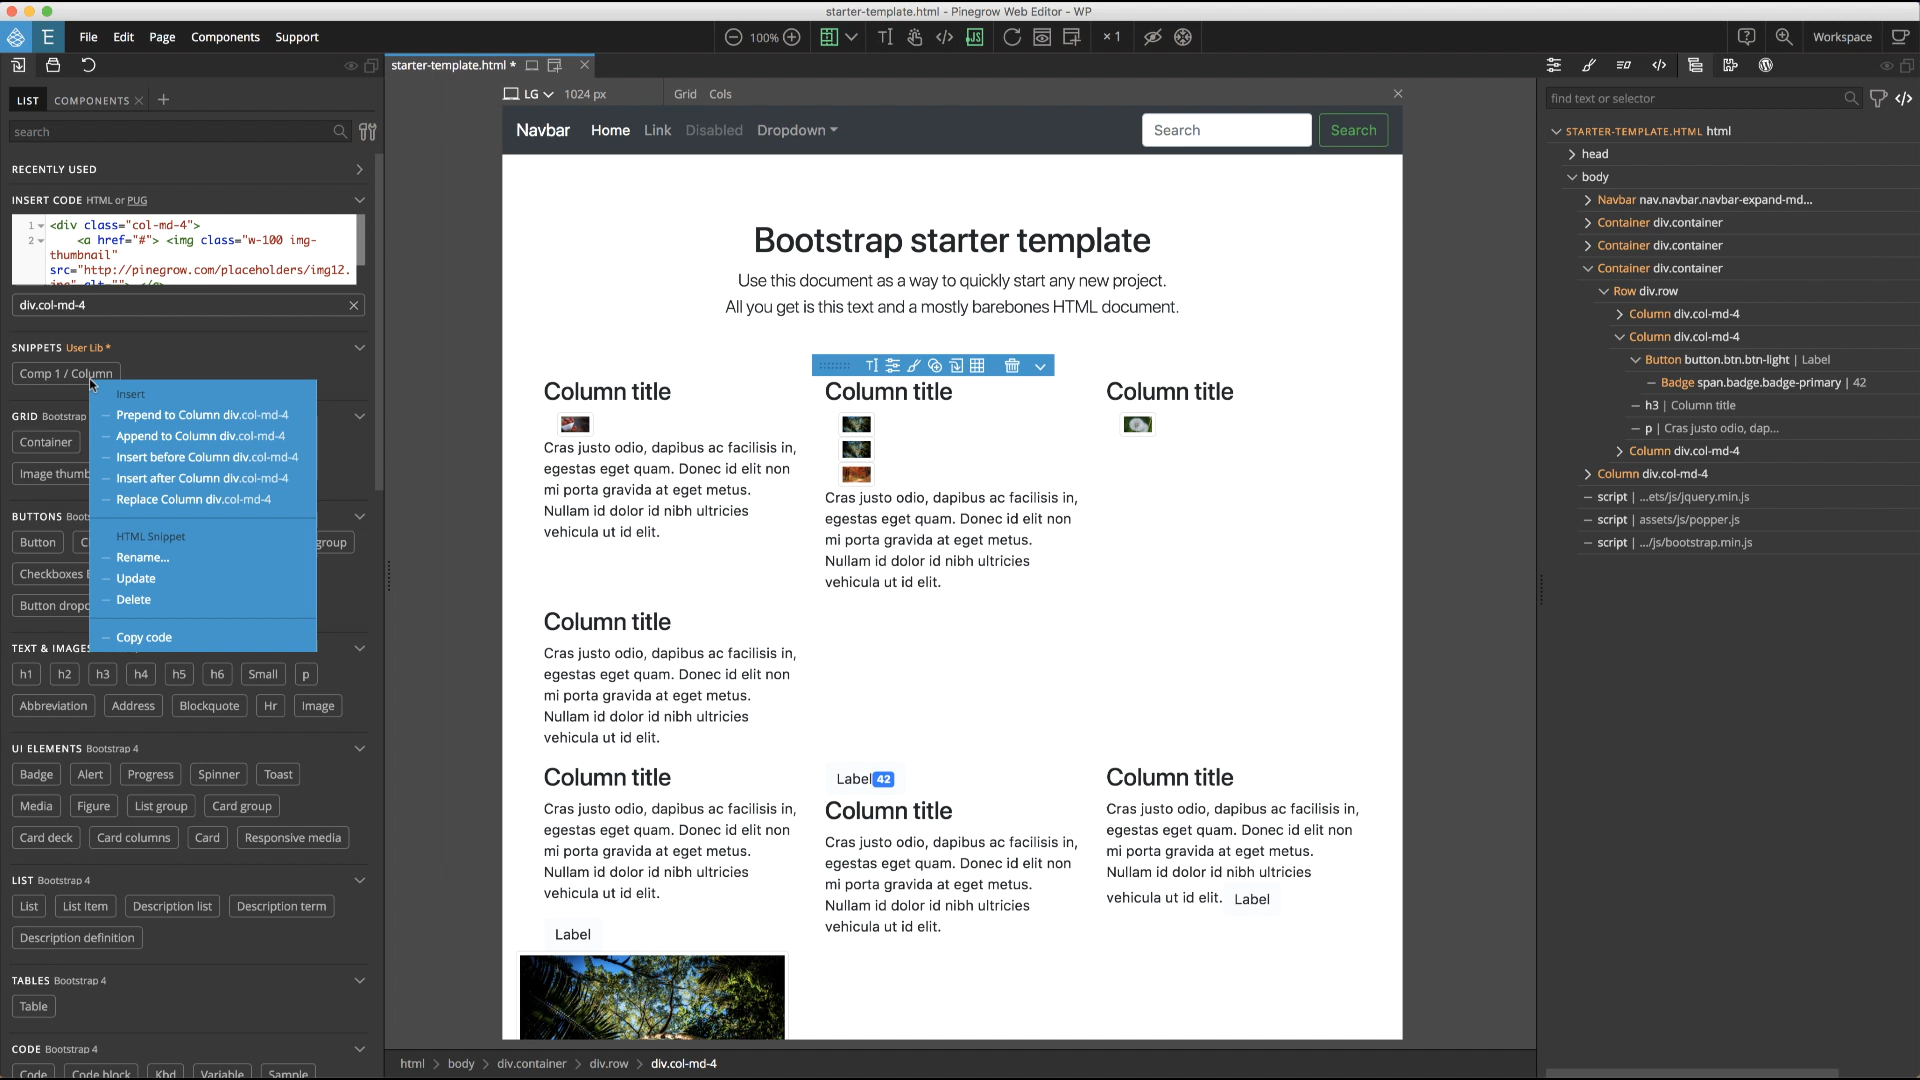 starter-template.html - Pinegrow Web Editor - WP
E
File Edit Page Components Support
100%
× 1
Workspace
LIST COMPONENTS
search
RECENTLY USED
INSERT CODE HTML or PUG
1 <div class="col-md-4">
2 <a href="#"> <img class="w-100 img-
thumbnail"
src="http://pinegrow.com/placeholders/img12.
jpg" alt=""> </a>
div.col-md-4
SNIPPETS User Lib *
Comp 1 / Column
GRID Bootstrap
Container
Image thumb
BUTTONS Boots
Button C group
Checkboxes B
Button dropd
Insert
Prepend to Column div.col-md-4
Append to Column div.col-md-4
Insert before Column div.col-md-4
Insert after Column div.col-md-4
Replace Column div.col-md-4
HTML Snippet
Rename...
Update
Delete
Copy code
TEXT & IMAGES
h1 h2 h3 h4 h5 h6 Small p
Abbreviation Address Blockquote Hr Image
UI ELEMENTS Bootstrap 4
Badge Alert Progress Spinner Toast
Media Figure List group Card group
Card deck Card columns Card Responsive media
LIST Bootstrap 4
List List Item Description list Description term
Description definition
TABLES Bootstrap 4
Table
CODE Bootstrap 4
Code Code block Kbd Variable Sample
starter-template.html *
LG 1024 px Grid Cols
Navbar Home Link Disabled Dropdown Search Search
Bootstrap starter template
Use this document as a way to quickly start any new project.
All you get is this text and a mostly barebones HTML document.
Column title
Cras justo odio, dapibus ac facilisis in,
egestas eget quam. Donec id elit non
mi porta gravida at eget metus.
Nullam id dolor id nibh ultricies
vehicula ut id elit.
Column title
Cras justo odio, dapibus ac facilisis in,
egestas eget quam. Donec id elit non
mi porta gravida at eget metus.
Nullam id dolor id nibh ultricies
vehicula ut id elit.
Column title
Column title
Cras justo odio, dapibus ac facilisis in,
egestas eget quam. Donec id elit non
mi porta gravida at eget metus.
Nullam id dolor id nibh ultricies
vehicula ut id elit.
Column title
Cras justo odio, dapibus ac facilisis in,
egestas eget quam. Donec id elit non
mi porta gravida at eget metus.
Nullam id dolor id nibh ultricies
vehicula ut id elit.
Label
Label 42
Column title
Cras justo odio, dapibus ac facilisis in,
egestas eget quam. Donec id elit non
mi porta gravida at eget metus.
Nullam id dolor id nibh ultricies
vehicula ut id elit.
Column title
Cras justo odio, dapibus ac facilisis in,
egestas eget quam. Donec id elit non
mi porta gravida at eget metus.
Nullam id dolor id nibh ultricies
vehicula ut id elit. Label
html > body > div.container > div.row > div.col-md-4
find text or selector
STARTER-TEMPLATE.HTML html
head
body
Navbar nav.navbar.navbar-expand-md...
Container div.container
Container div.container
Container div.container
Row div.row
Column div.col-md-4
Column div.col-md-4
Button button.btn.btn-light | Label
Badge span.badge.badge-primary | 42
h3 | Column title
p | Cras justo odio, dap...
Column div.col-md-4
Column div.col-md-4
script | ...ets/js/jquery.min.js
script | assets/js/popper.js
script | .../js/bootstrap.min.js